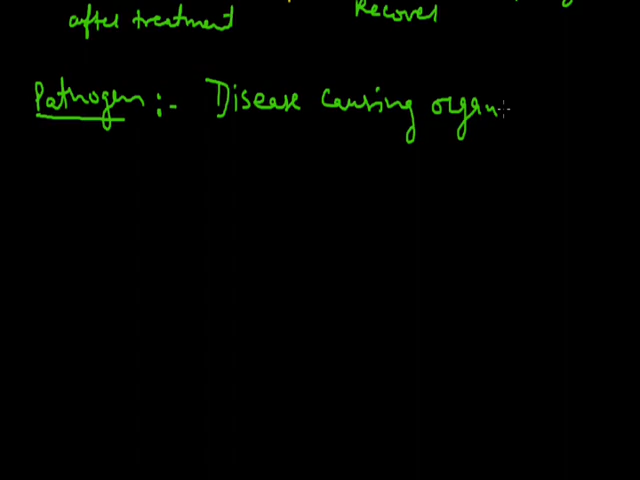 after treatment Recover
Pathogen :- Disease causing organ